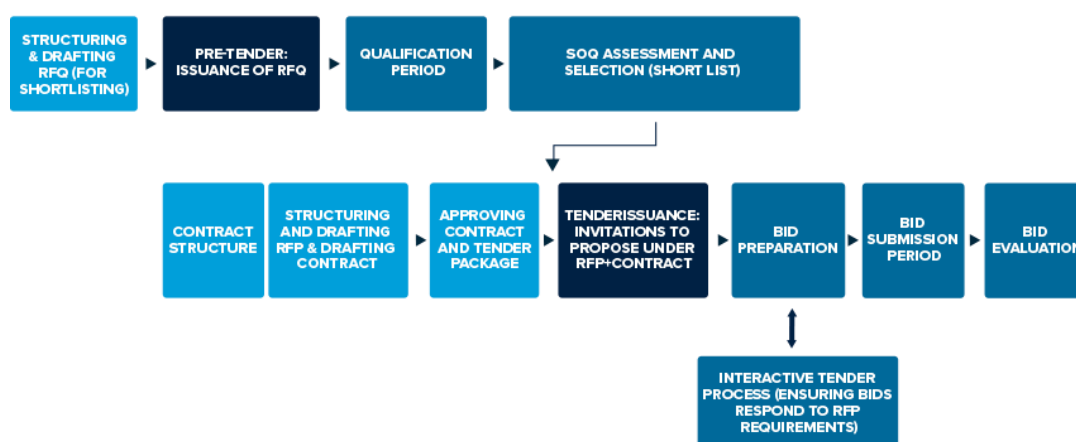 STRUCTURING
& DRAFTING
RFQ (FOR
SHORTLISTING)
PRE-TENDER:
ISSUANCE OF RFQ
QUALIFICATION
PERIOD
SOQ ASSESSMENT AND
SELECTION (SHORT LIST)
CONTRACT
STRUCTURE
STRUCTURING
AND DRAFTING
RFP & DRAFTING
CONTRACT
APPROVING
CONTRACT
AND TENDER
PACKAGE
TENDERISSUANCE:
INVITATIONS TO
PROPOSE UNDER
RFP+CONTRACT
BID
PREPARATION
BID
SUBMISSION
PERIOD
BID
EVALUATION
INTERACTIVE TENDER
PROCESS (ENSURING BIDS
RESPOND TO RFP
REQUIREMENTS)